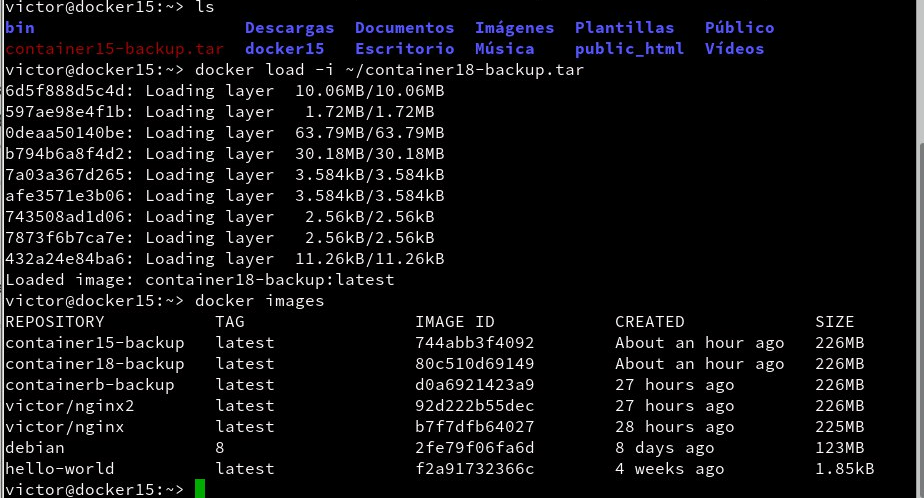 victor@docker15:~> ls
bin Descargas Documentos Imágenes Plantillas Público
container15-backup.tar docker15 Escritorio Música public_html Vídeos
victor@docker15:~> docker load -i ~/container18-backup.tar
6d5f888d5c4d: Loading layer 10.06MB/10.06MB
597ae98e4f1b: Loading layer 1.72MB/1.72MB
0deaa50140be: Loading layer 63.79MB/63.79MB
b794b6a8f4d2: Loading layer 30.18MB/30.18MB
7a03a367d265: Loading layer 3.584kB/3.584kB
afe3571e3b06: Loading layer 3.584kB/3.584kB
743508ad1d06: Loading layer 2.56kB/2.56kB
7873f6b7ca7e: Loading layer 2.56kB/2.56kB
432a24e84ba6: Loading layer 11.26kB/11.26kB
Loaded image: container18-backup:latest
victor@docker15:~> docker images
REPOSITORY TAG IMAGE ID CREATED SIZE
container15-backup latest 744abb3f4092 About an hour ago 226MB
container18-backup latest 80c510d69149 About an hour ago 226MB
containerb-backup latest d0a6921423a9 27 hours ago 226MB
victor/nginx2 latest 92d222b55dec 27 hours ago 226MB
victor/nginx latest b7f7dfb64027 28 hours ago 225MB
debian 8 2fe79f06fa6d 8 days ago 123MB
hello-world latest f2a91732366c 4 weeks ago 1.85kB
victor@docker15:~>